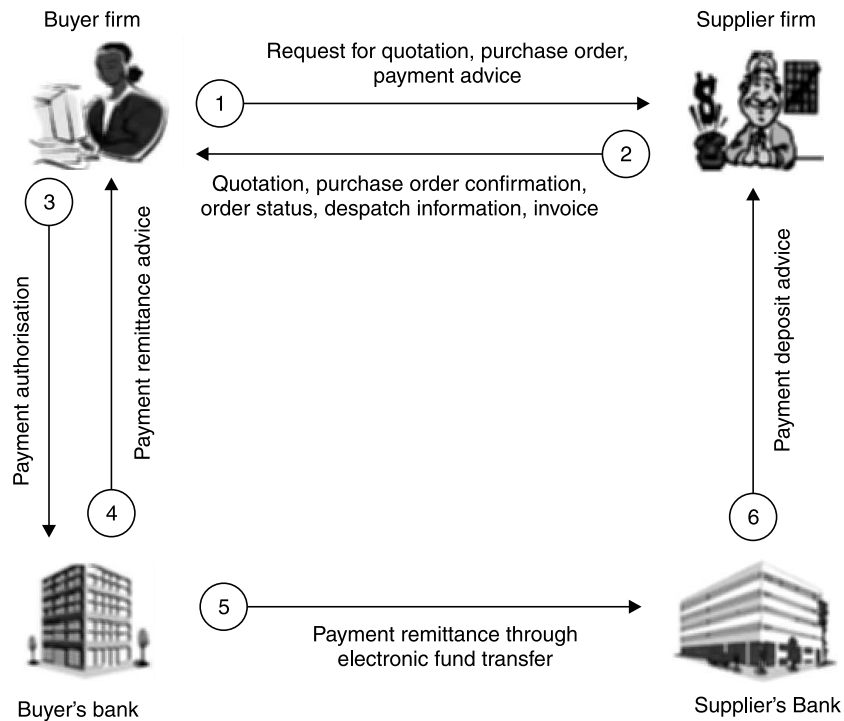 Buyer firm
Supplier firm
Request for quotation, purchase order,
payment advice
1
2
Quotation, purchase order confirmation,
order status, despatch information, invoice
3
Payment authorisation
Payment remittance advice
4
Payment deposit advice
6
5
Payment remittance through
electronic fund transfer
Buyer’s bank
Supplier’s Bank